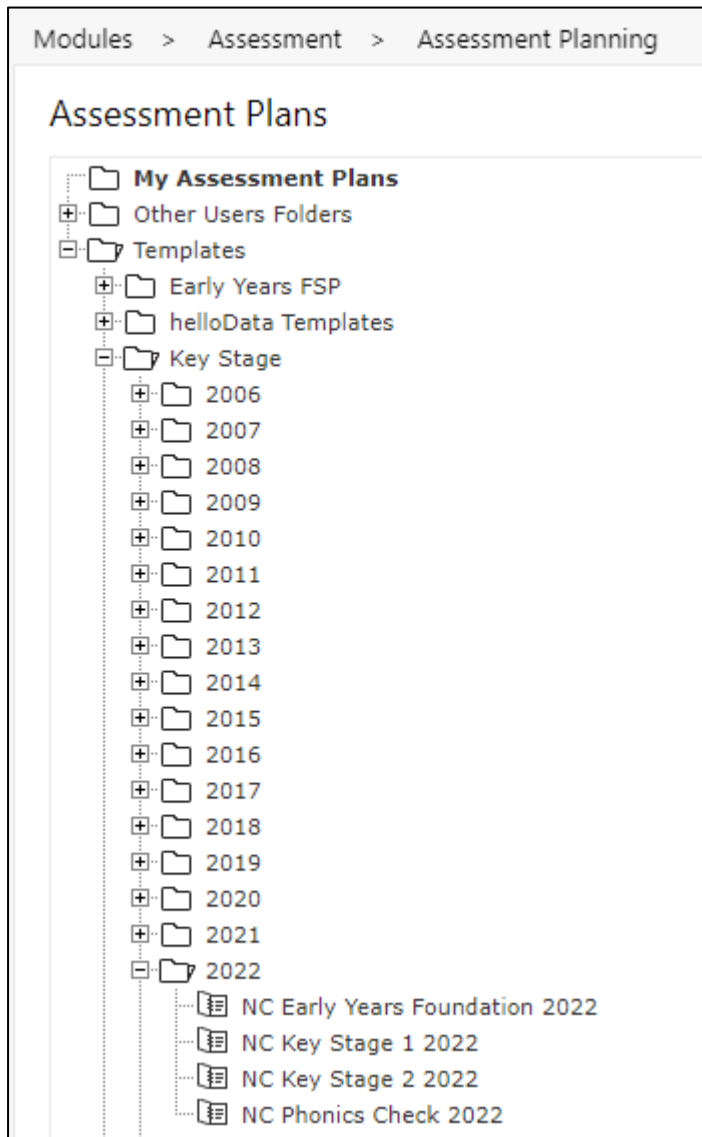 Modules > Assessment > Assessment Planning
Assessment Plans
My Assessment Plans
Other Users Folders
Templates
Early Years FSP
helloData Templates
Key Stage
2006
2007
2008
2009
2010
2011
2012
2013
2014
2015
2016
2017
2018
2019
2020
2021
2022
NC Early Years Foundation 2022
NC Key Stage 1 2022
NC Key Stage 2 2022
NC Phonics Check 2022